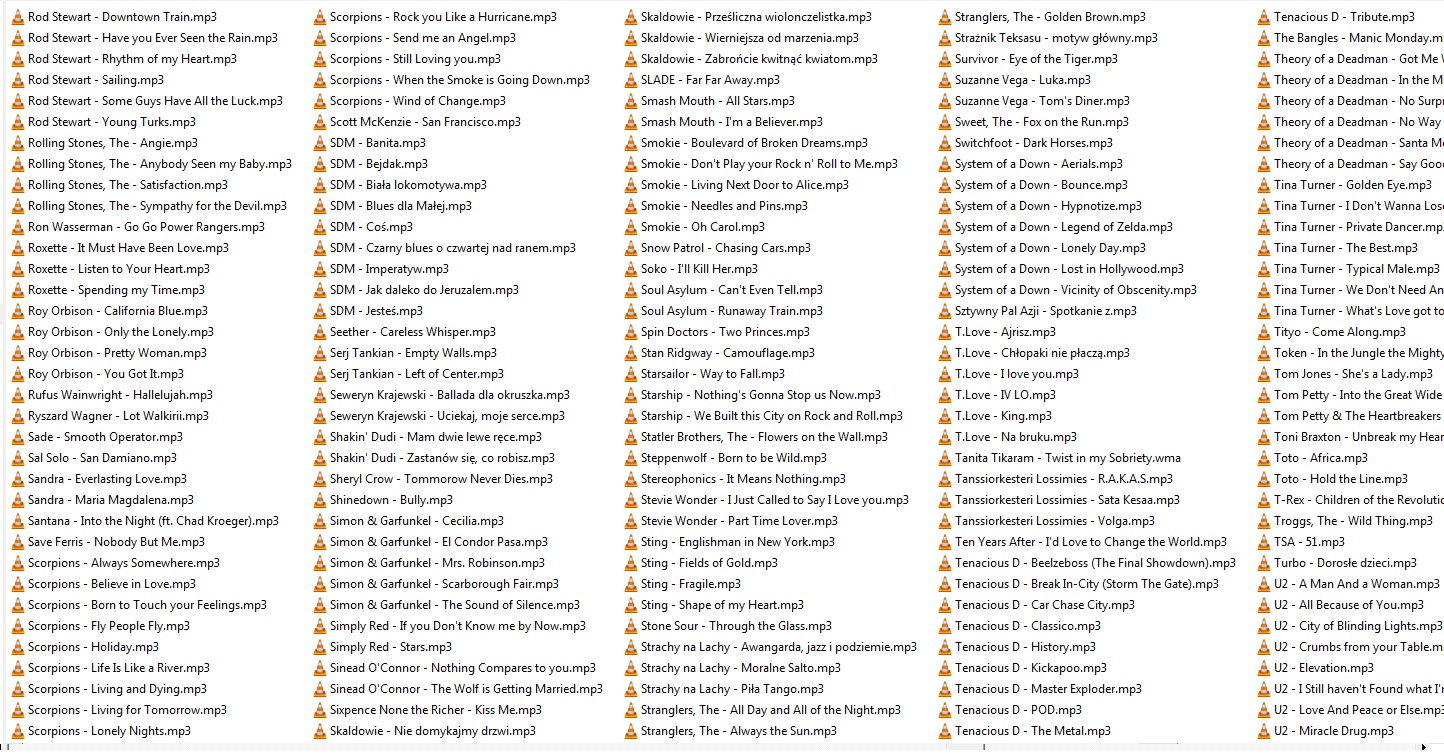 Rod Stewart - Downtown Train.mp3
Rod Stewart - Have you Ever Seen the Rain.mp3
Rod Stewart - Rhythm of my Heart.mp3
Rod Stewart - Sailing.mp3
Rod Stewart - Some Guys Have All the Luck.mp3
Rod Stewart - Young Turks.mp3
Rolling Stones, The - Angie.mp3
Rolling Stones, The - Anybody Seen my Baby.mp3
Rolling Stones, The - Satisfaction.mp3
Rolling Stones, The - Sympathy for the Devil.mp3
Ron Wasserman - Go Go Power Rangers.mp3
Roxette - It Must Have Been Love.mp3
Roxette - Listen to Your Heart.mp3
Roxette - Spending my Time.mp3
Roy Orbison - California Blue.mp3
Roy Orbison - Only the Lonely.mp3
Roy Orbison - Pretty Woman.mp3
Roy Orbison - You Got It.mp3
Rufus Wainwright - Hallelujah.mp3
Ryszard Wagner - Lot Walkirii.mp3
Sade - Smooth Operator.mp3
Sal Solo - San Damiano.mp3
Sandra - Everlasting Love.mp3
Sandra - Maria Magdalena.mp3
Santana - Into the Night (ft. Chad Kroeger).mp3
Save Ferris - Nobody But Me.mp3
Scorpions - Always Somewhere.mp3
Scorpions - Believe in Love.mp3
Scorpions - Born to Touch your Feelings.mp3
Scorpions - Fly People Fly.mp3
Scorpions - Holiday.mp3
Scorpions - Life Is Like a River.mp3
Scorpions - Living and Dying.mp3
Scorpions - Living for Tomorrow.mp3
Scorpions - Lonely Nights.mp3
Scorpions - Rock you Like a Hurricane.mp3
Scorpions - Send me an Angel.mp3
Scorpions - Still Loving you.mp3
Scorpions - When the Smoke is Going Down.mp3
Scorpions - Wind of Change.mp3
Scott McKenzie - San Francisco.mp3
SDM - Banita.mp3
SDM - Bejdak.mp3
SDM - Biała lokomotywa.mp3
SDM - Blues dla Małej.mp3
SDM - Coś.mp3
SDM - Czarny blues o czwartej nad ranem.mp3
SDM - Imperatyw.mp3
SDM - Jak daleko do Jeruzalem.mp3
SDM - Jesteś.mp3
Seether - Careless Whisper.mp3
Serj Tankian - Empty Walls.mp3
Serj Tankian - Left of Center.mp3
Seweryn Krajewski - Ballada dla okruszka.mp3
Seweryn Krajewski - Uciekaj, moje serce.mp3
Shakin' Dudi - Mam dwie lewe ręce.mp3
Shakin' Dudi - Zastanów się, co robisz.mp3
Sheryl Crow - Tommorow Never Dies.mp3
Shinedown - Bully.mp3
Simon & Garfunkel - Cecilia.mp3
Simon & Garfunkel - El Condor Pasa.mp3
Simon & Garfunkel - Mrs. Robinson.mp3
Simon & Garfunkel - Scarborough Fair.mp3
Simon & Garfunkel - The Sound of Silence.mp3
Simply Red - If you Don't Know me by Now.mp3
Simply Red - Stars.mp3
Sinead O'Connor - Nothing Compares to you.mp3
Sinead O'Connor - The Wolf is Getting Married.mp3
Sixpence None the Richer - Kiss Me.mp3
Skaldowie - Nie domykajmy drzwi.mp3
Skaldowie - Prześliczna wiolonczelistka.mp3
Skaldowie - Wierniejsza od marzenia.mp3
Skaldowie - Zabrońcie kwitnąć kwiatom.mp3
SLADE - Far Far Away.mp3
Smash Mouth - All Stars.mp3
Smash Mouth - I'm a Believer.mp3
Smokie - Boulevard of Broken Dreams.mp3
Smokie - Don't Play your Rock n' Roll to Me.mp3
Smokie - Living Next Door to Alice.mp3
Smokie - Needles and Pins.mp3
Smokie - Oh Carol.mp3
Snow Patrol - Chasing Cars.mp3
Soko - I'll Kill Her.mp3
Soul Asylum - Can't Even Tell.mp3
Soul Asylum - Runaway Train.mp3
Spin Doctors - Two Princes.mp3
Stan Ridgway - Camouflage.mp3
Starsailor - Way to Fall.mp3
Starship - Nothing's Gonna Stop us Now.mp3
Starship - We Built this City on Rock and Roll.mp3
Statler Brothers, The - Flowers on the Wall.mp3
Steppenwolf - Born to be Wild.mp3
Stereophonics - It Means Nothing.mp3
Stevie Wonder - I Just Called to Say I Love you.mp3
Stevie Wonder - Part Time Lover.mp3
Sting - Englishman in New York.mp3
Sting - Fields of Gold.mp3
Sting - Fragile.mp3
Sting - Shape of my Heart.mp3
Stone Sour - Through the Glass.mp3
Strachy na Lachy - Awangarda, jazz i podziemie.mp3
Strachy na Lachy - Moralne Salto.mp3
Strachy na Lachy - Piła Tango.mp3
Stranglers, The - All Day and All of the Night.mp3
Stranglers, The - Always the Sun.mp3
Stranglers, The - Golden Brown.mp3
Strażnik Teksasu - motyw główny.mp3
Survivor - Eye of the Tiger.mp3
Suzanne Vega - Luka.mp3
Suzanne Vega - Tom's Diner.mp3
Sweet, The - Fox on the Run.mp3
Switchfoot - Dark Horses.mp3
System of a Down - Aerials.mp3
System of a Down - Bounce.mp3
System of a Down - Hypnotize.mp3
System of a Down - Legend of Zelda.mp3
System of a Down - Lonely Day.mp3
System of a Down - Lost in Hollywood.mp3
System of a Down - Vicinity of Obscenity.mp3
Sztywny Pal Azji - Spotkanie z.mp3
T.Love - Ajrisz.mp3
T.Love - Chłopaki nie płaczą.mp3
T.Love - I love you.mp3
T.Love - IV LO.mp3
T.Love - King.mp3
T.Love - Na bruku.mp3
Tanita Tikaram - Twist in my Sobriety.wma
Tanssiorkesteri Lossimies - R.A.K.A.S.mp3
Tanssiorkesteri Lossimies - Sata Kesaa.mp3
Tanssiorkesteri Lossimies - Volga.mp3
Ten Years After - I'd Love to Change the World.mp3
Tenacious D - Beelzeboss (The Final Showdown).mp3
Tenacious D - Break In-City (Storm The Gate).mp3
Tenacious D - Car Chase City.mp3
Tenacious D - Classico.mp3
Tenacious D - History.mp3
Tenacious D - Kickapoo.mp3
Tenacious D - Master Exploder.mp3
Tenacious D - POD.mp3
Tenacious D - The Metal.mp3
Tenacious D - Tribute.mp3
The Bangles - Manic Monday.m
Theory of a Deadman - Got Me
Theory of a Deadman - In the M
Theory of a Deadman - No Surpr
Theory of a Deadman - No Way
Theory of a Deadman - Santa Mo
Theory of a Deadman - Say Goo
Tina Turner - Golden Eye.mp3
Tina Turner - I Don't Wanna Lose
Tina Turner - Private Dancer.mp
Tina Turner - The Best.mp3
Tina Turner - Typical Male.mp3
Tina Turner - We Don't Need An
Tina Turner - What's Love got to
Tityo - Come Along.mp3
Token - In the Jungle the Mighty
Tom Jones - She's a Lady.mp3
Tom Petty - Into the Great Wide
Tom Petty & The Heartbreakers
Toni Braxton - Unbreak my Hear
Toto - Africa.mp3
Toto - Hold the Line.mp3
T-Rex - Children of the Revolutio
Troggs, The - Wild Thing.mp3
TSA - 51.mp3
Turbo - Dorosłe dzieci.mp3
U2 - A Man And a Woman.mp3
U2 - All Because of You.mp3
U2 - City of Blinding Lights.mp3
U2 - Crumbs from your Table.m
U2 - Elevation.mp3
U2 - I Still haven't Found what I'
U2 - Love And Peace or Else.mp3
U2 - Miracle Drug.mp3